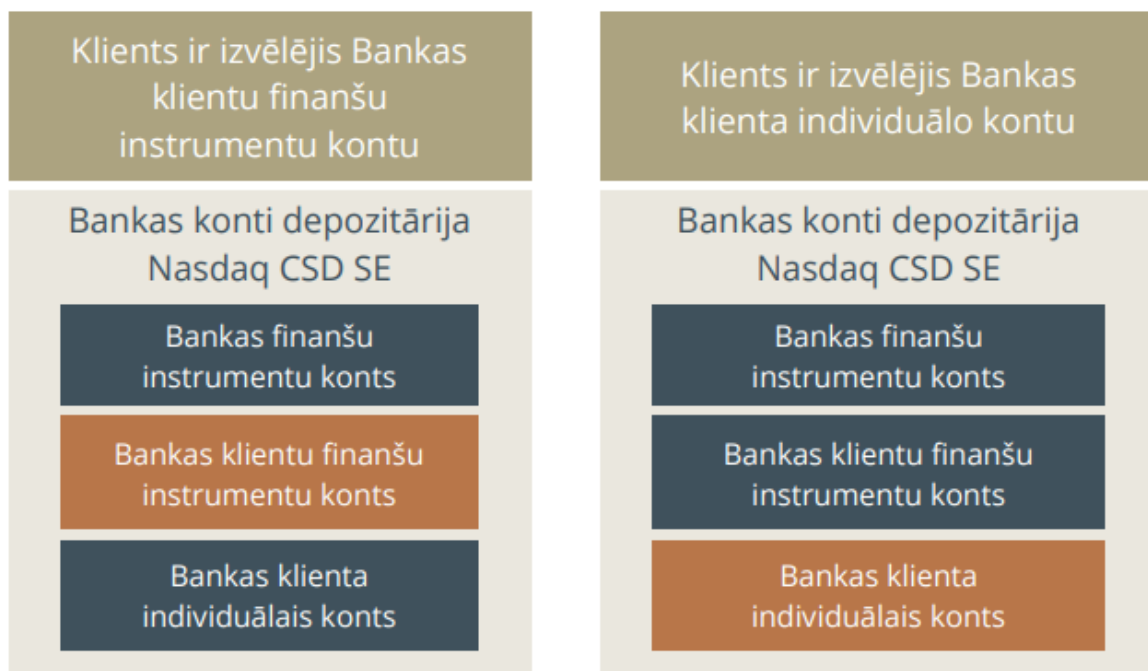 Klients ir izvēlējis Bankas
klientu finanšu
instrumentu kontu
Bankas konti depozitārija
Nasdaq CSD SE
Bankas finanšu
instrumentu konts
Bankas klientu finanšu
instrumentu konts
Bankas klienta
individuālais konts
Klients ir izvēlējis Bankas
klienta individuālo kontu
Bankas konti depozitārija
Nasdaq CSD SE
Bankas finanšu
instrumentu konts
Bankas klientu finanšu
instrumentu konts
Bankas klienta
individuālais konts